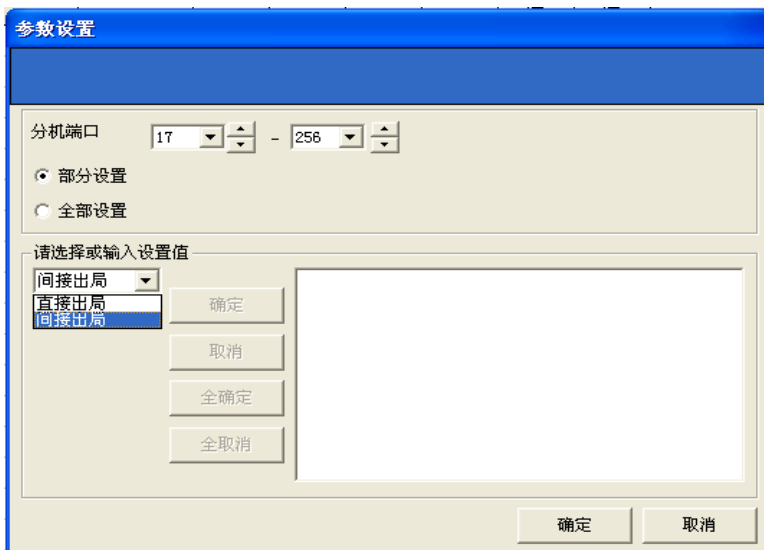 参数设置
分机端口 17 - 256
部分设置
全部设置
请选择或输入设置值
间接出局
直接出局
间接出局
确定
取消
全确定
全取消
确定 取消